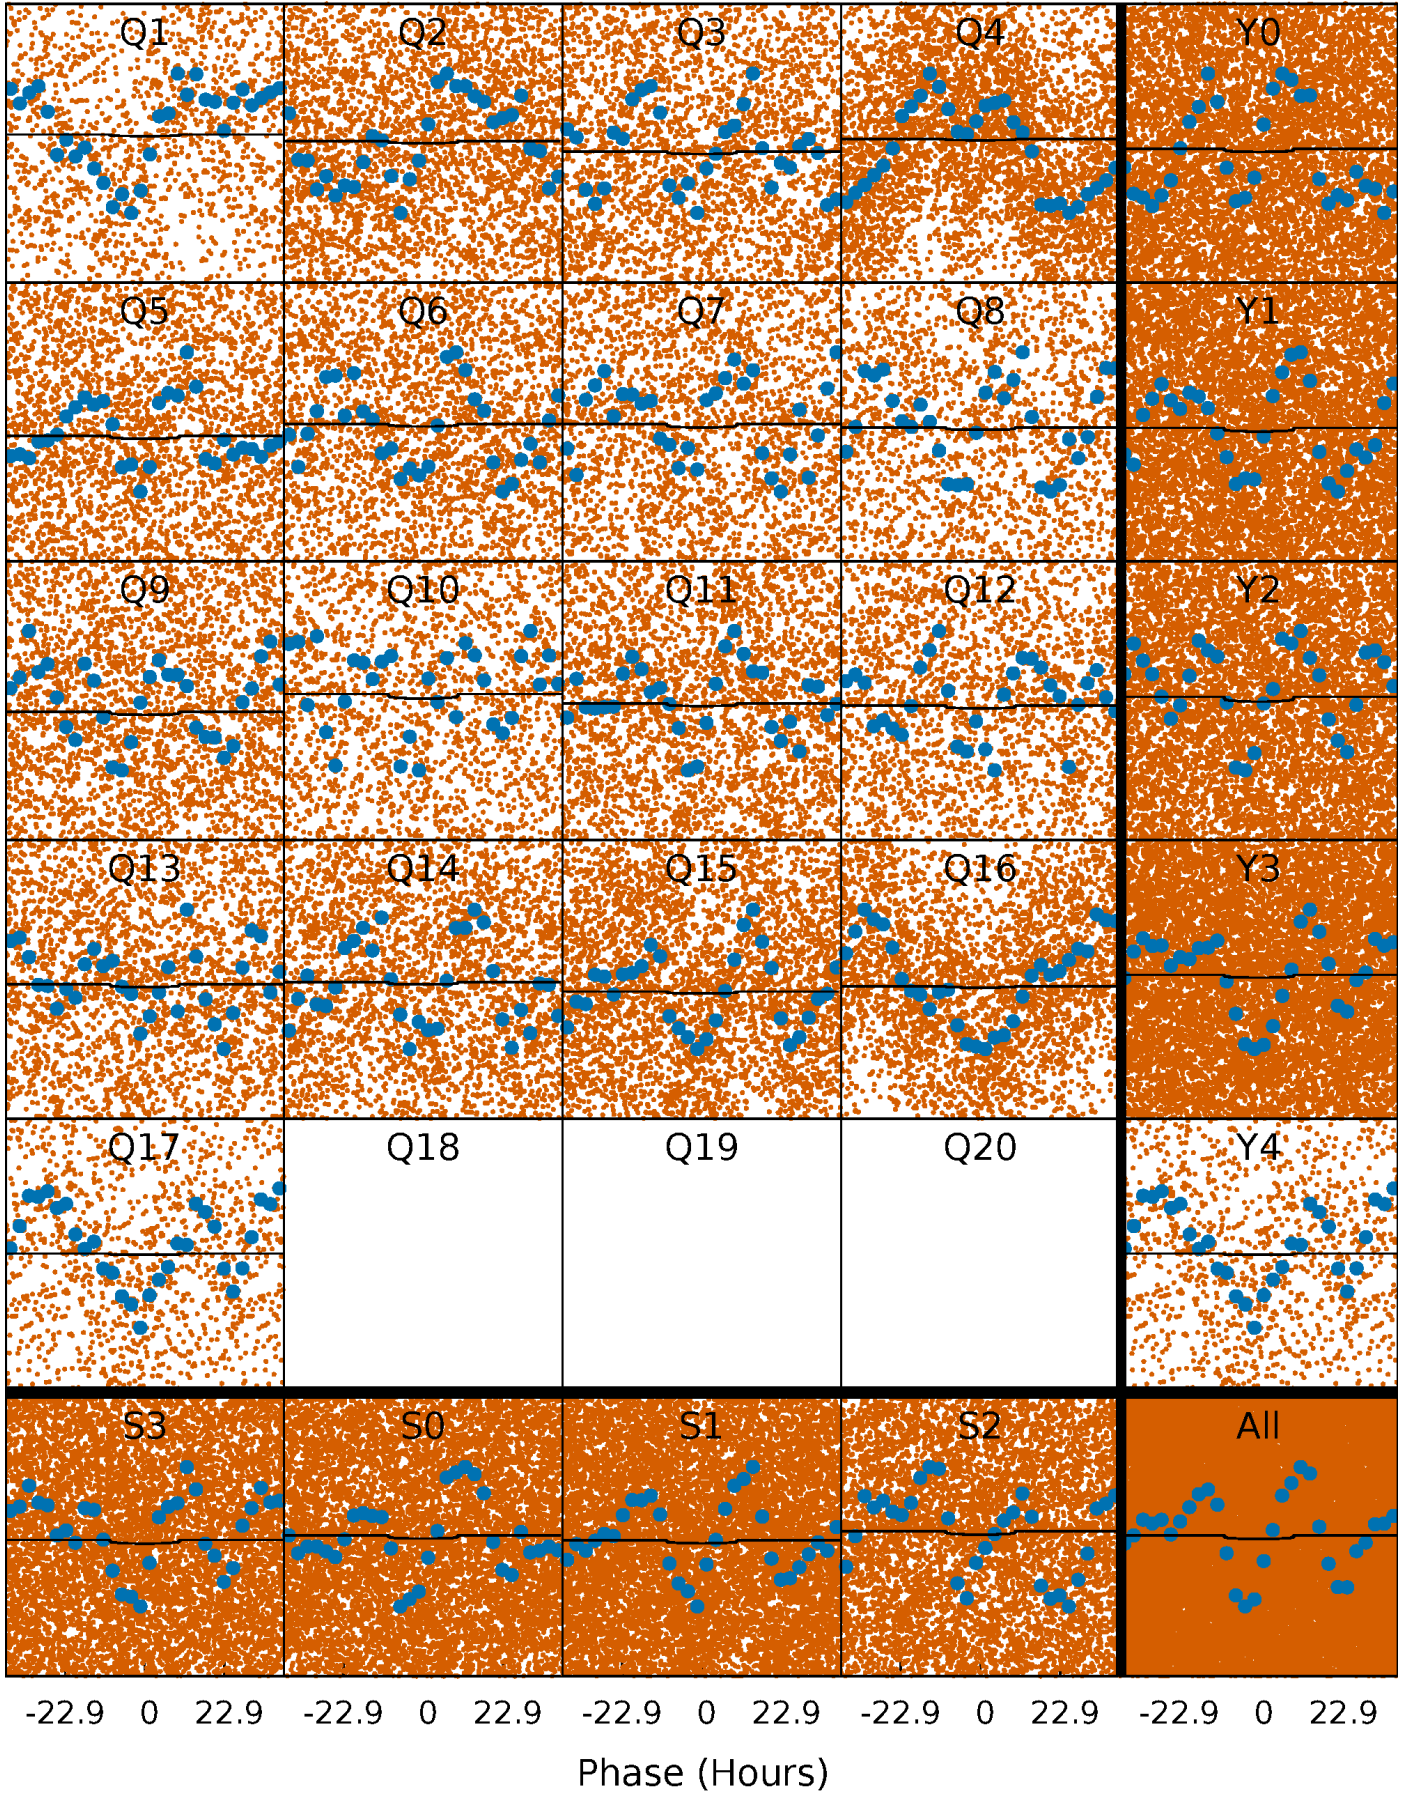 Q1 Q2 Q3 Q4 Y0
Q5 Q6 Q7 Q8 Y1
Q9 Q10 Q11 Q12 Y2
Q13 Q14 Q15 Q16 Y3
Q17 Q18 Q19 Q20 Y4
S3 S0 S1 S2 All
-22.9 0 22.9 -22.9 0 22.9 -22.9 0 22.9 -22.9 0 22.9 -22.9 0 22.9
Phase (Hours)